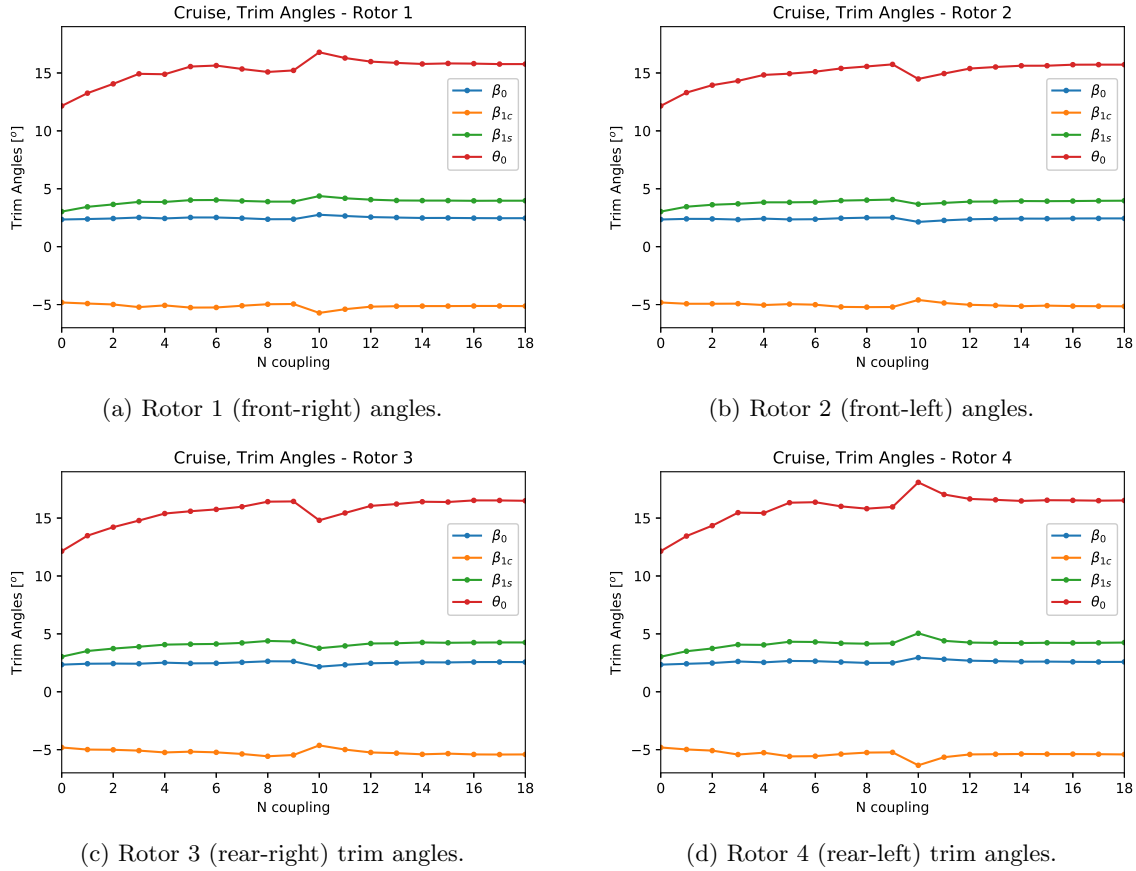 Cruise, Trim Angles - Rotor 1
Trim Angles [°]
15
10
5
0
−5
β0
β1c
β1s
θ0
0 2 4 6 8 10 12 14 16 18
N coupling
(a) Rotor 1 (front-right) angles.
Cruise, Trim Angles - Rotor 2
Trim Angles [°]
15
10
5
0
−5
β0
β1c
β1s
θ0
0 2 4 6 8 10 12 14 16 18
N coupling
(b) Rotor 2 (front-left) angles.
Cruise, Trim Angles - Rotor 3
Trim Angles [°]
15
10
5
0
−5
β0
β1c
β1s
θ0
0 2 4 6 8 10 12 14 16 18
N coupling
(c) Rotor 3 (rear-right) trim angles.
Cruise, Trim Angles - Rotor 4
Trim Angles [°]
15
10
5
0
−5
β0
β1c
β1s
θ0
0 2 4 6 8 10 12 14 16 18
N coupling
(d) Rotor 4 (rear-left) trim angles.